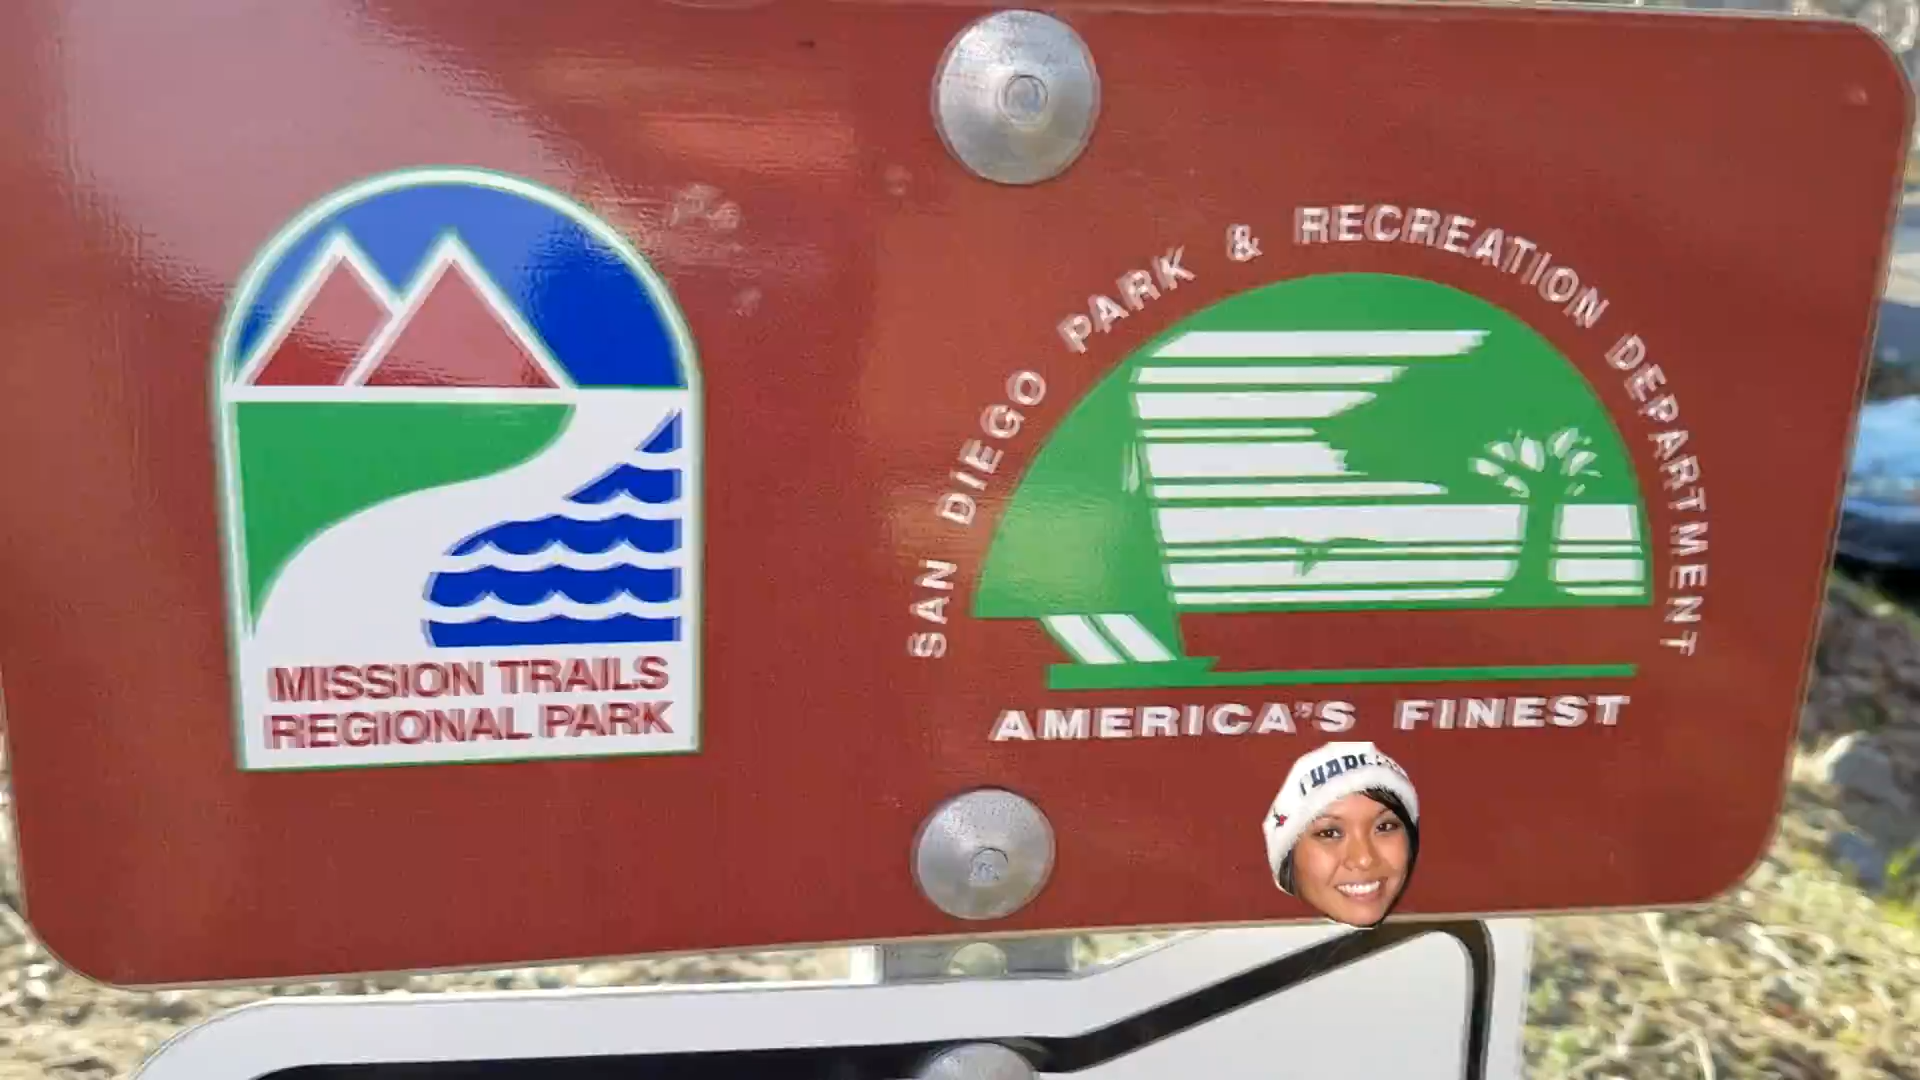 MISSION TRAILS
REGIONAL PARK
SAN DIEGO PARK & RECREATION DEPARTMENT
AMERICA'S FINEST